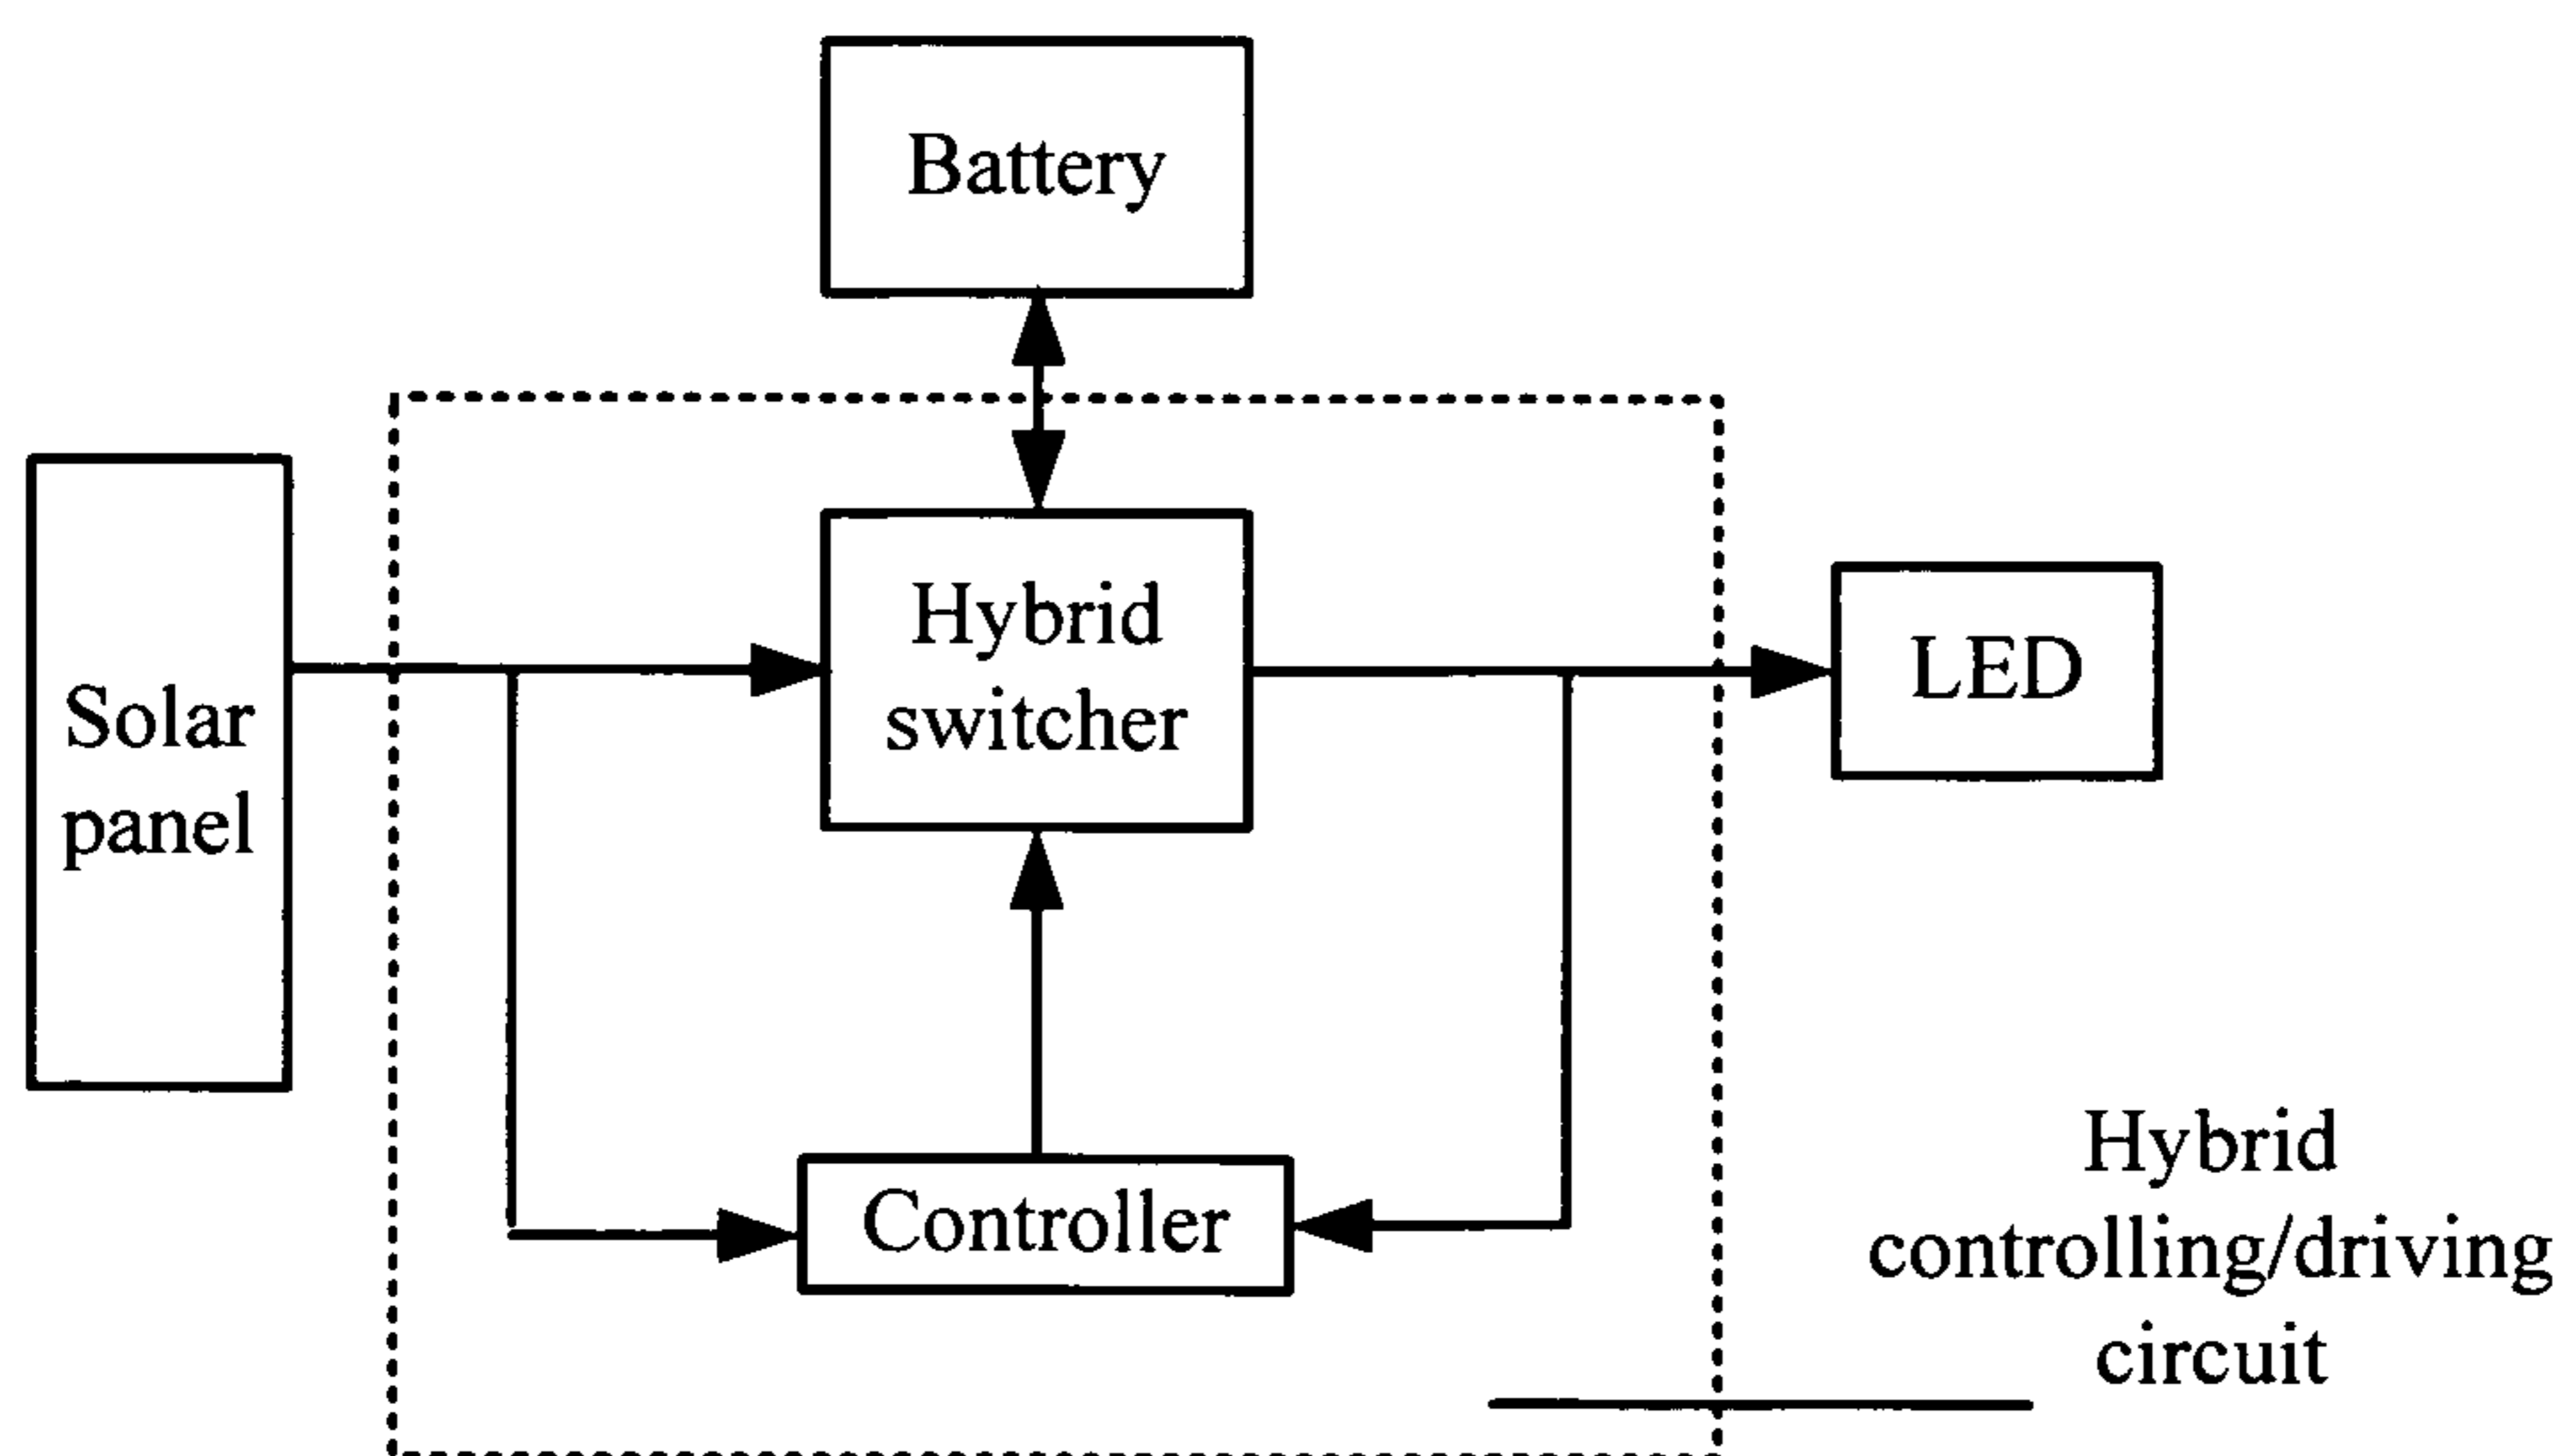 Battery
Hybrid
switcher
LED
Solar
panel
Controller
Hybrid
controlling/driving
circuit